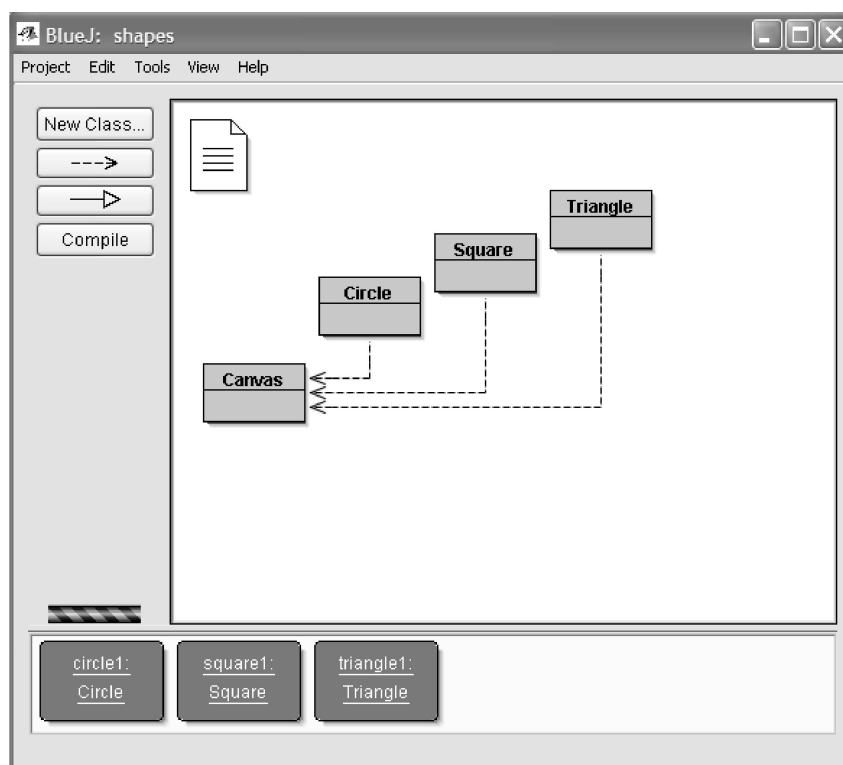 BlueJ: shapes
Project Edit Tools View Help
New Class...
Compile
Triangle
Square
Circle
Canvas
circle1:
Circle
square1:
Square
triangle1:
Triangle